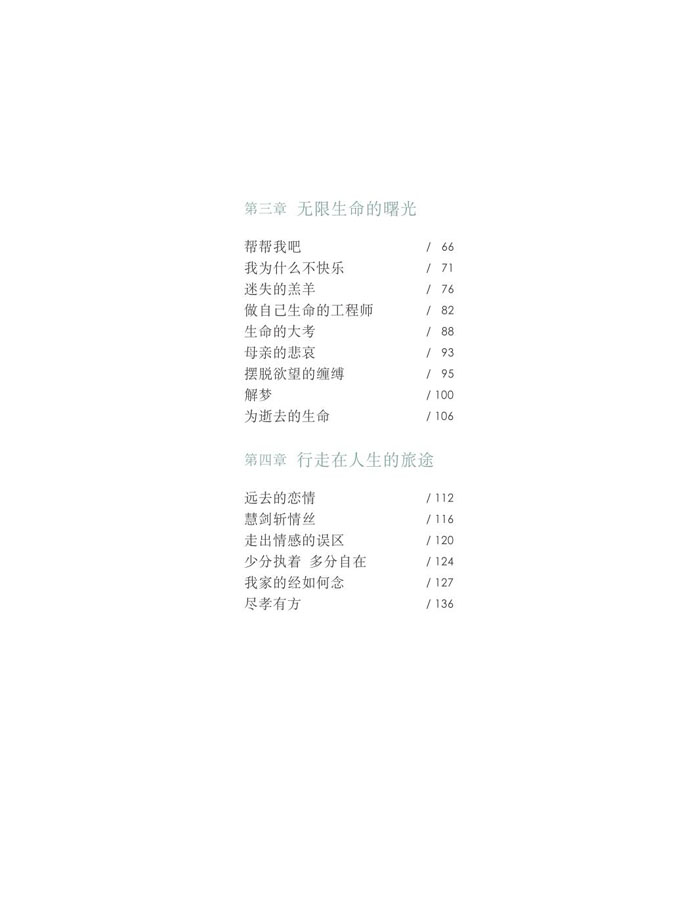 第三章 无限生命的曙光
帮帮我吧 / 66
我为什么不快乐 / 71
迷失的羔羊 / 76
做自己生命的工程师 / 82
生命的大考 / 88
母亲的悲哀 / 93
摆脱欲望的缠缚 / 95
解梦 / 100
为逝去的生命 / 106
第四章 行走在人生的旅途
远去的恋情 / 112
慧剑斩情丝 / 116
走出情感的误区 / 120
少分执着 多分自在 / 124
我家的经如何念 / 127
尽孝有方 / 136